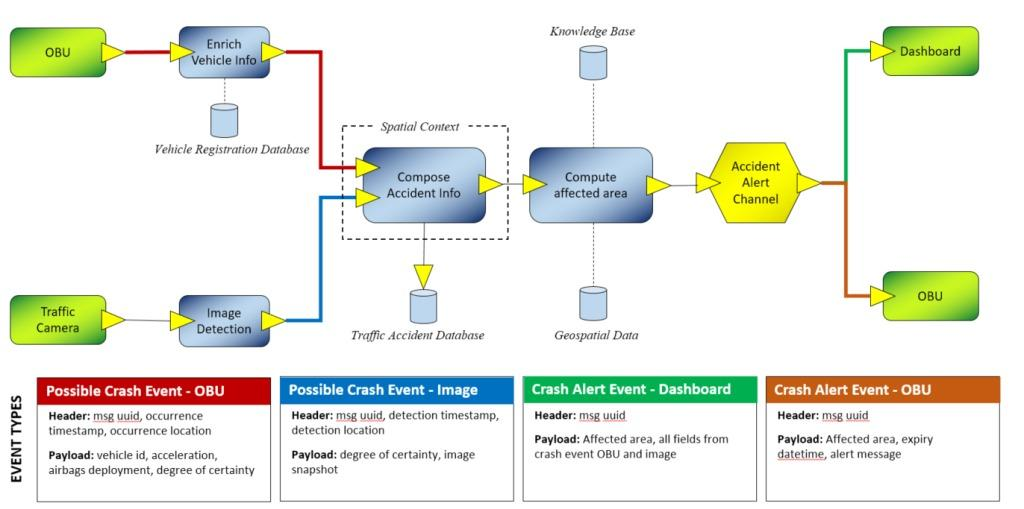 OBU
Enrich
Vehicle Info
Vehicle Registration Database
Knowledge Base
Dashboard
Spatial Context
Compose
Accident Info
Compute
affected area
Accident
Alert
Channel
Traffic
Camera
Image
Detection
Traffic Accident Database
Geospatial Data
OBU
EVENT TYPES
Possible Crash Event - OBU
Header: msg uuid, occurrence
timestamp, occurrence location
Payload: vehicle id, acceleration,
airbags deployment, degree of certainty
Possible Crash Event - Image
Header: msg uuid, detection timestamp,
detection location
Payload: degree of certainty, image
snapshot
Crash Alert Event - Dashboard
Header: msg uuid
Payload: Affected area, all fields from
crash event OBU and image
Crash Alert Event - OBU
Header: msg uuid
Payload: Affected area, expiry
datetime, alert message